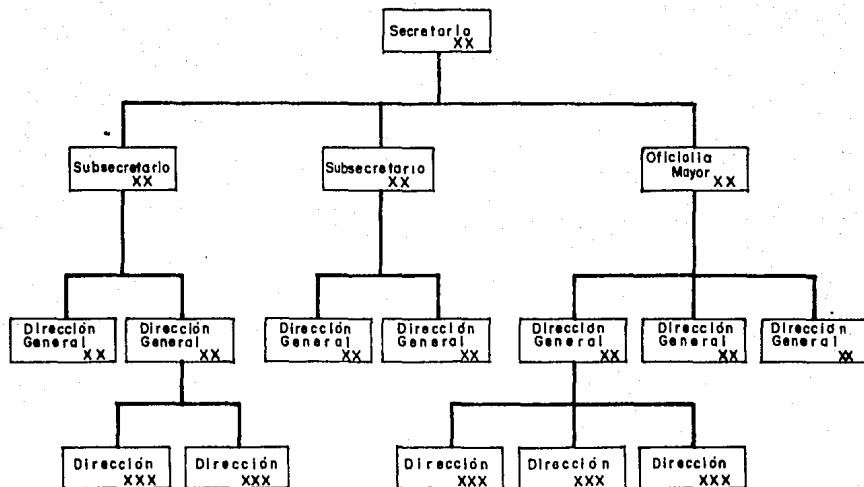 Secretario
XX
Subsecretario
XX
Subsecretario
XX
Oficialía
Mayor XX
Dirección
General
XX
Dirección
General
XX
Dirección
General
XX
Dirección
General
XX
Dirección
General
XX
Dirección
General
XX
Dirección
General
XX
Dirección
XXX
Dirección
XXX
Dirección
XXX
Dirección
XXX
Dirección
XXX